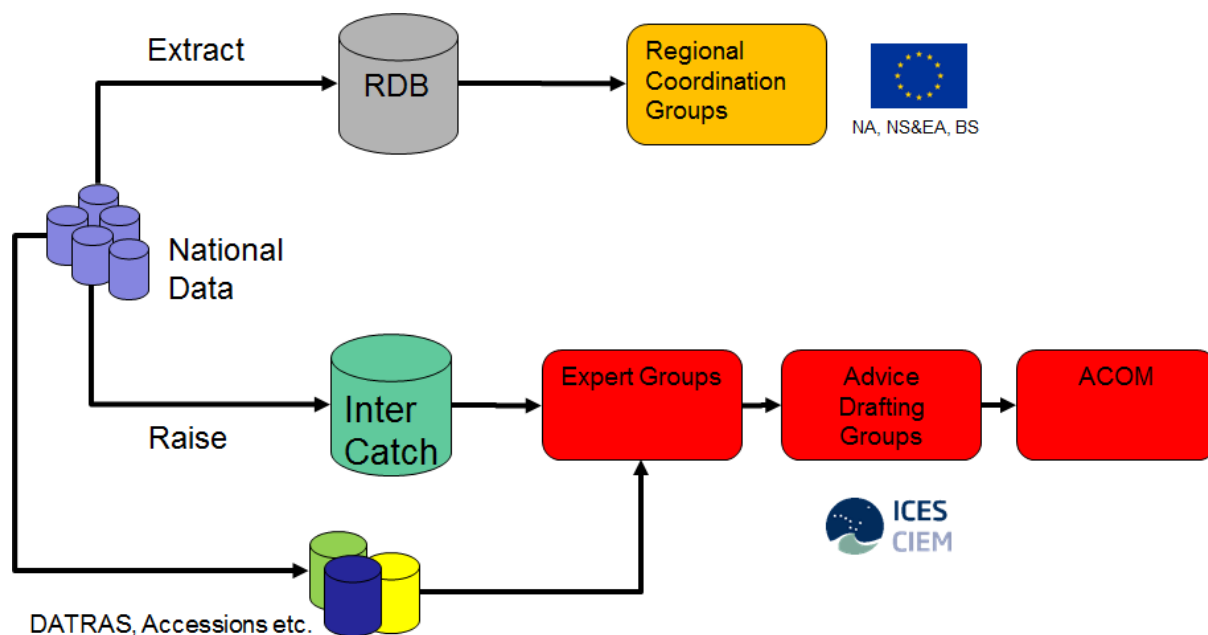 Extract
RDB
Regional
Coordination
Groups
NA, NS&EA, BS
National
Data
Raise
Inter
Catch
Expert Groups
Advice
Drafting
Groups
ACOM
ICES
CIEM
DATRAS, Accessions etc.